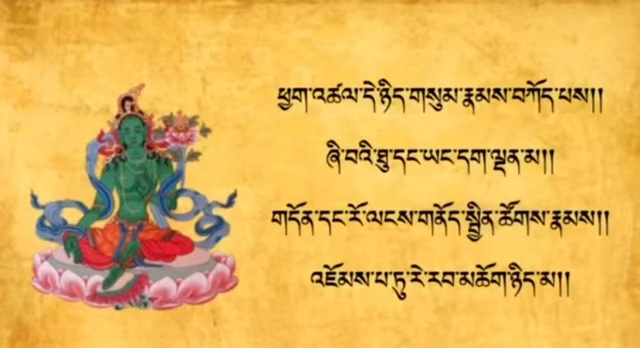 ཕྱག་འཚལ་དེ་ཉིད་གསུམ་རྣམས་བཀོད་པས།།
ཞི་བའི་ཐུ་དང་ཡང་དག་ལྡན་མ།།
གདོན་དང་རོ་ལངས་གནོད་སྦྱིན་ཚོགས་རྣམས།།
འཇོམས་པ་ཏུ་རེ་རབ་མཆོག་ཉིད་མ།།